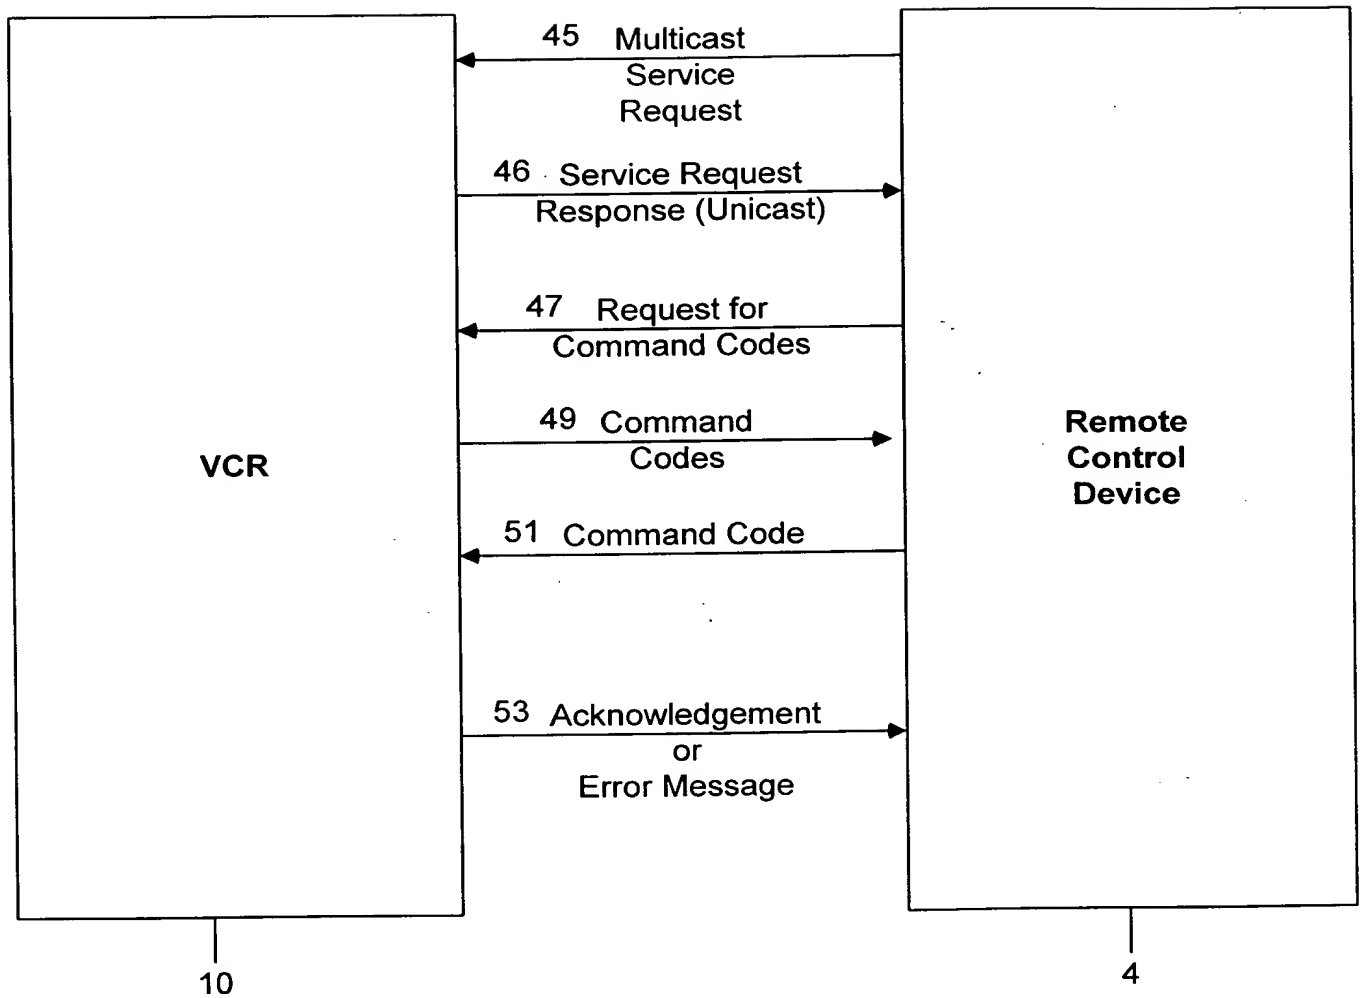 45 Multicast
Service
Request
46 Service Request
Response (Unicast)
47 Request for
Command Codes
49 Command
Codes
51 Command Code
53 Acknowledgement
or
Error Message
VCR
Remote
Control
Device
10
4